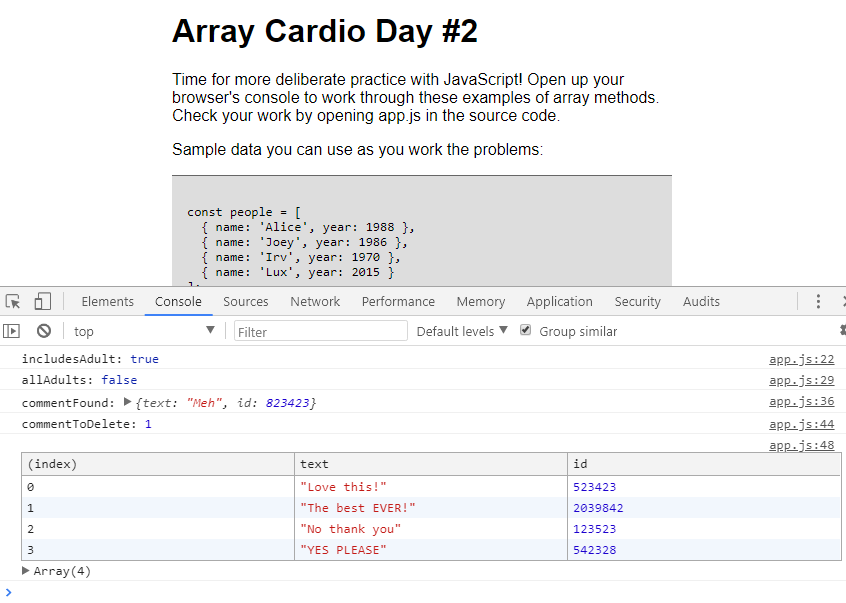 Array Cardio Day #2
Time for more deliberate practice with JavaScript! Open up your
browser's console to work through these examples of array methods.
Check your work by opening app.js in the source code.
Sample data you can use as you work the problems:
const people = [
{ name: 'Alice', year: 1988 },
{ name: 'Joey', year: 1986 },
{ name: 'Irv', year: 1970 },
{ name: 'Lux', year: 2015 }
Elements Console Sources Network Performance Memory Application Security Audits
top Filter Default levels Group similar
includesAdult: true app.js:22
allAdults: false app.js:29
commentFound: {text: "Meh", id: 823423} app.js:36
commentToDelete: 1 app.js:44
app.js:48
(index) text id
0 "Love this!" 523423
1 "The best EVER!" 2039842
2 "No thank you" 123523
3 "YES PLEASE" 542328
Array(4)